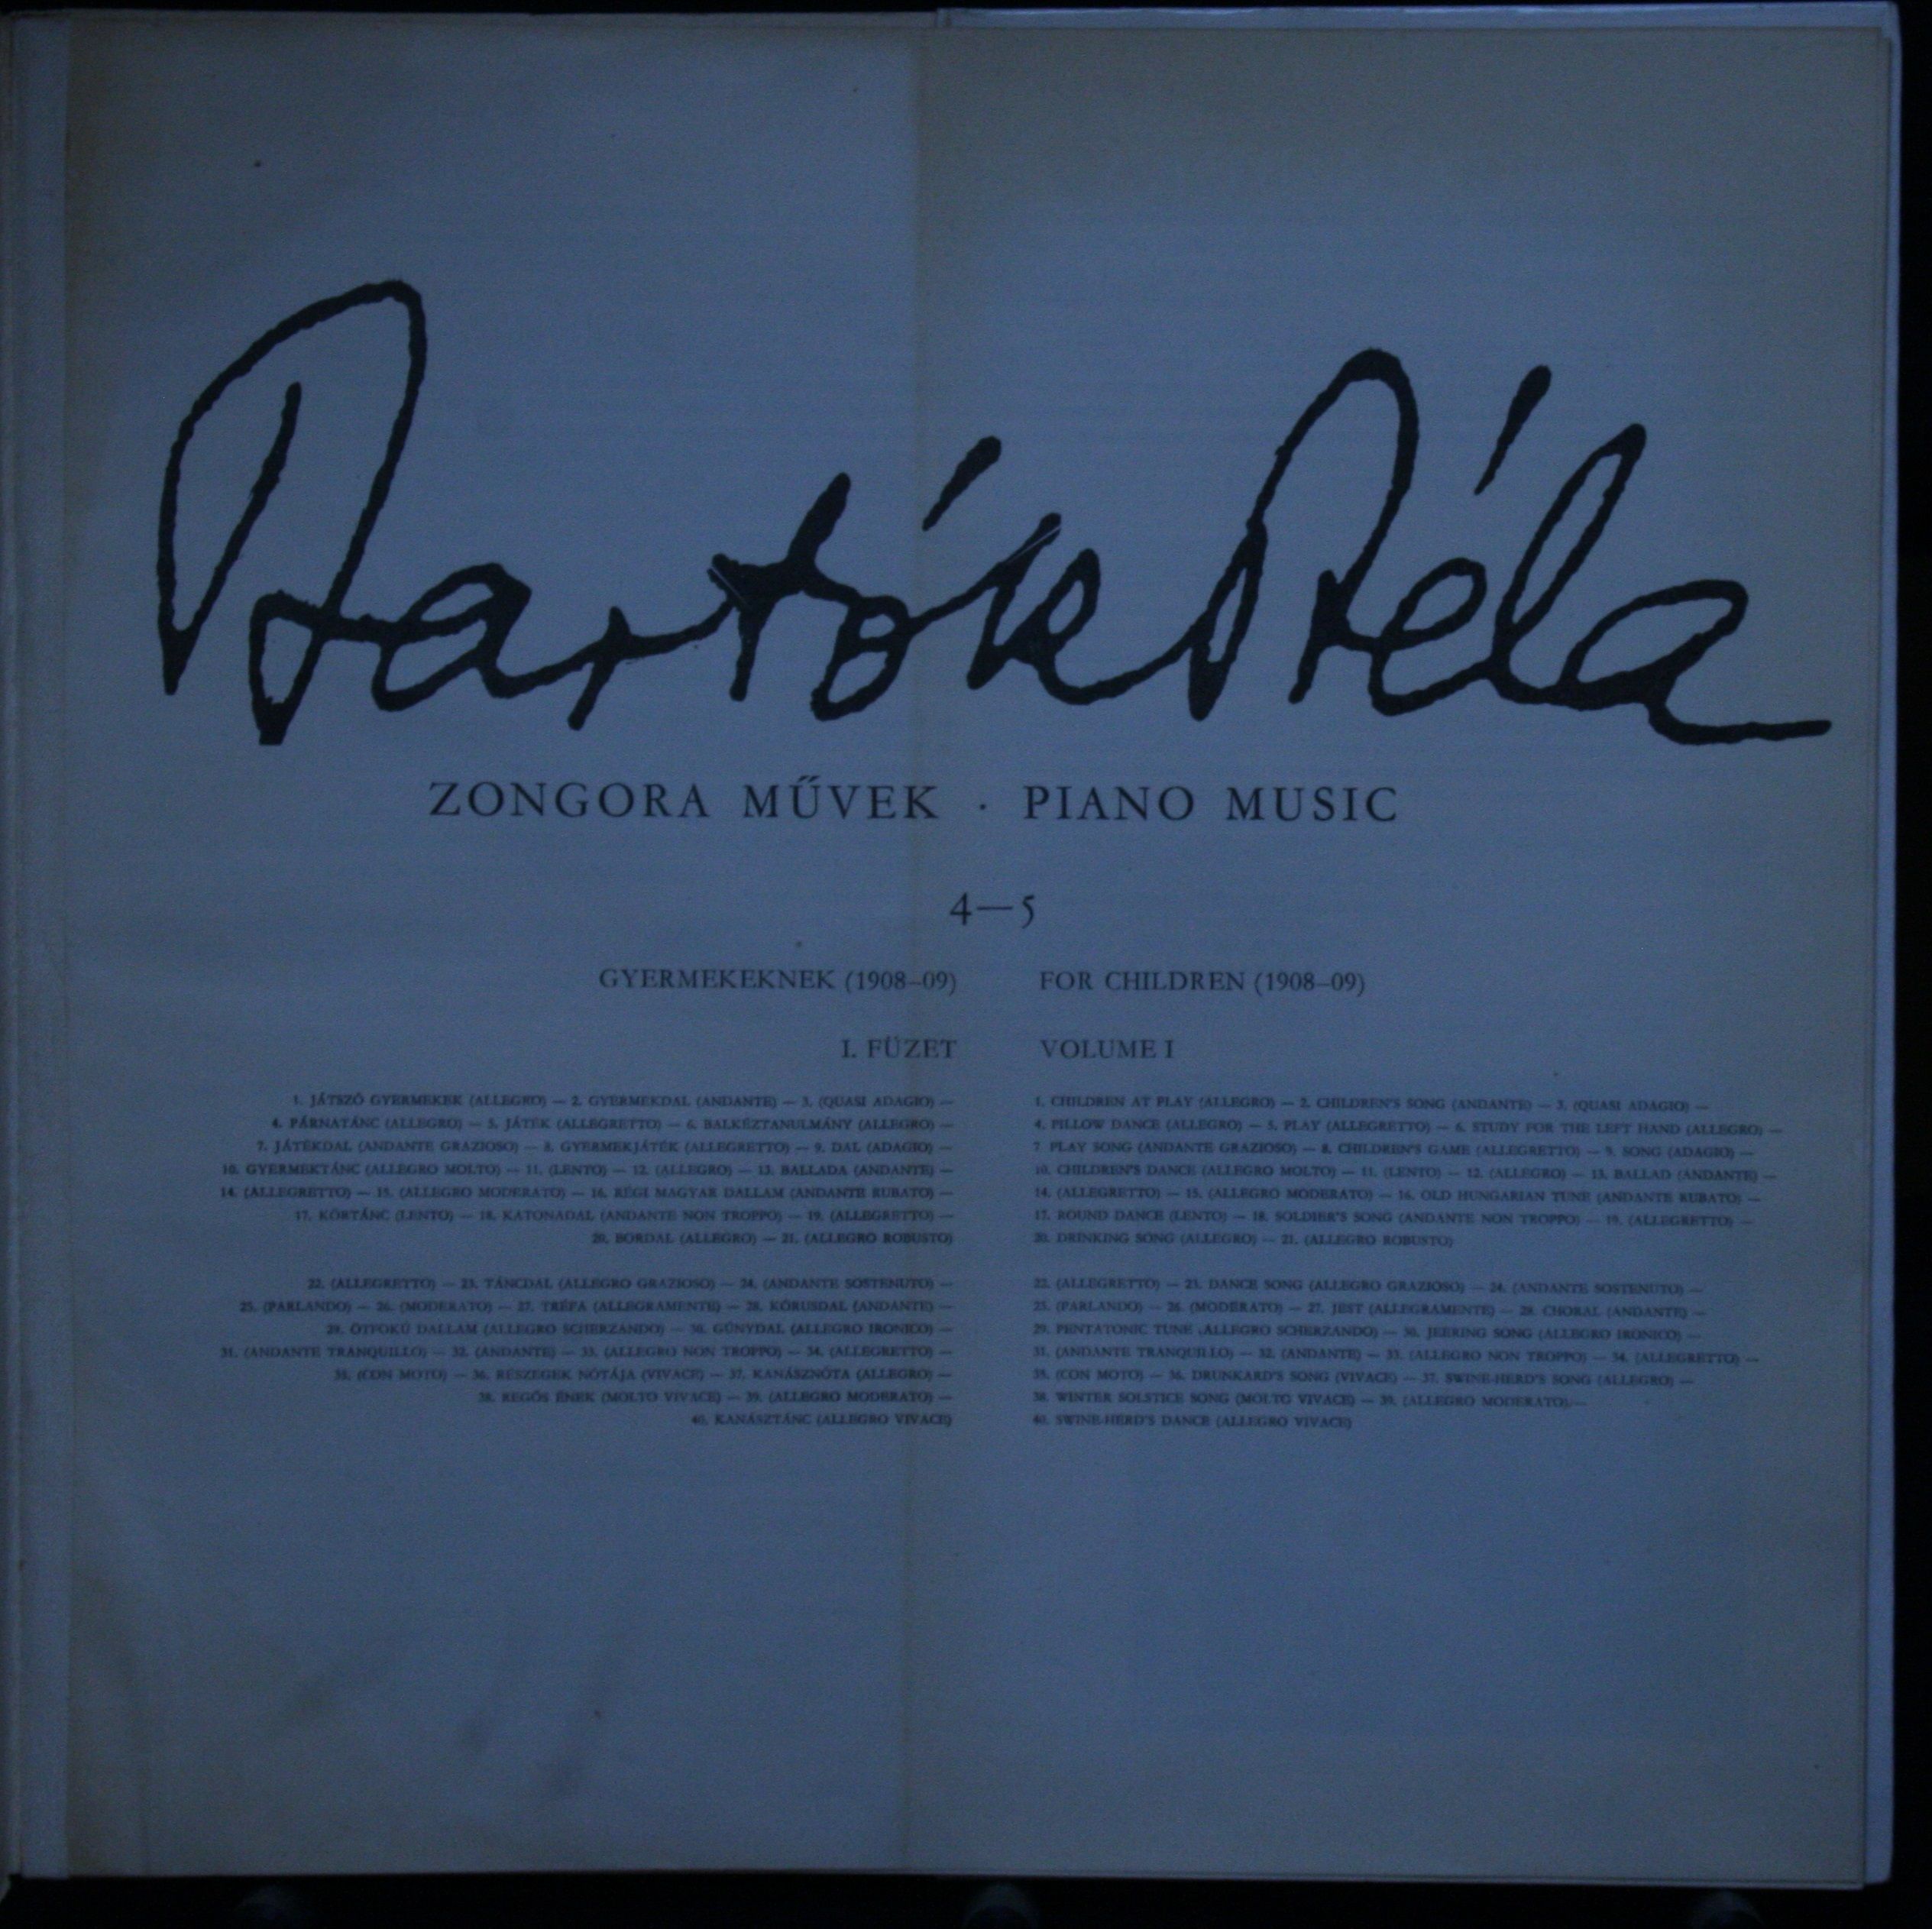 Bartók Béla
ZONGORA MŰVEK · PIANO MUSIC
4—5
GYERMEKEKNEK (1908–09)
I. FÜZET
1. JÁTSZÓ GYERMEKEK (ALLEGRO) — 2. GYERMEKDAL (ANDANTE) — 3. (QUASI ADAGIO) —
4. PÁRNATÁNC (ALLEGRO) — 5. JÁTÉK (ALLEGRETTO) — 6. BALKÉZTANULMÁNY (ALLEGRO) —
7. JÁTÉKDAL (ANDANTE GRAZIOSO) — 8. GYERMEKJÁTÉK (ALLEGRETTO) — 9. DAL (ADAGIO) —
10. GYERMEKTÁNC (ALLEGRO MOLTO) — 11. (LENTO) — 12. (ALLEGRO) — 13. BALLADA (ANDANTE) —
14. (ALLEGRETTO) — 15. (ALLEGRO MODERATO) — 16. RÉGI MAGYAR DALLAM (ANDANTE RUBATO) —
17. KÖRTÁNC (LENTO) — 18. KATONADAL (ANDANTE NON TROPPO) — 19. (ALLEGRETTO) —
20. BORDAL (ALLEGRO) — 21. (ALLEGRO ROBUSTO)
22. (ALLEGRETTO) — 23. TÁNCDAL (ALLEGRO GRAZIOSO) — 24. (ANDANTE SOSTENUTO) —
25. (PARLANDO) — 26. (MODERATO) — 27. TRÉFA (ALLEGRAMENTE) — 28. KÓRUSDAL (ANDANTE) —
29. ÖTFOKÚ DALLAM (ALLEGRO SCHERZANDO) — 30. GÚNYDAL (ALLEGRO IRONICO) —
31. (ANDANTE TRANQUILLO) — 32. (ANDANTE) — 33. (ALLEGRO NON TROPPO) — 34. (ALLEGRETTO) —
35. (CON MOTO) — 36. RÉSZEGEK NÓTÁJA (VIVACE) — 37. KANÁSZNÓTA (ALLEGRO) —
38. REGÖS ÉNEK (MOLTO VIVACE) — 39. (ALLEGRO MODERATO) —
40. KANÁSZTÁNC (ALLEGRO VIVACE)
FOR CHILDREN (1908–09)
VOLUME I
1. CHILDREN AT PLAY (ALLEGRO) — 2. CHILDREN'S SONG (ANDANTE) — 3. (QUASI ADAGIO) —
4. PILLOW DANCE (ALLEGRO) — 5. PLAY (ALLEGRETTO) — 6. STUDY FOR THE LEFT HAND (ALLEGRO) —
7 PLAY SONG (ANDANTE GRAZIOSO) — 8. CHILDREN'S GAME (ALLEGRETTO) — 9. SONG (ADAGIO) —
10. CHILDREN'S DANCE (ALLEGRO MOLTO) — 11. (LENTO) — 12. (ALLEGRO) — 13. BALLAD (ANDANTE) —
14. (ALLEGRETTO) — 15. (ALLEGRO MODERATO) — 16. OLD HUNGARIAN TUNE (ANDANTE RUBATO) —
17. ROUND DANCE (LENTO) — 18. SOLDIER'S SONG (ANDANTE NON TROPPO) — 19. (ALLEGRETTO) —
20. DRINKING SONG (ALLEGRO) — 21. (ALLEGRO ROBUSTO)
22. (ALLEGRETTO) — 23. DANCE SONG (ALLEGRO GRAZIOSO) — 24. (ANDANTE SOSTENUTO) —
25. (PARLANDO) — 26. (MODERATO) — 27. JEST (ALLEGRAMENTE) — 28. CHORAL (ANDANTE) —
29. PENTATONIC TUNE (ALLEGRO SCHERZANDO) — 30. JEERING SONG (ALLEGRO IRONICO) —
31. (ANDANTE TRANQUILLO) — 32. (ANDANTE) — 33. (ALLEGRO NON TROPPO) — 34. (ALLEGRETTO) —
35. (CON MOTO) — 36. DRUNKARD'S SONG (VIVACE) — 37. SWINE-HERD'S SONG (ALLEGRO) —
38. WINTER SOLSTICE SONG (MOLTO VIVACE) — 39. (ALLEGRO MODERATO) —
40. SWINE-HERD'S DANCE (ALLEGRO VIVACE)